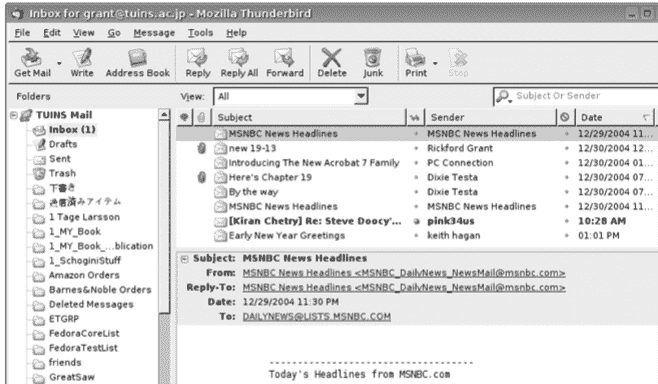 Inbox for grant@tuins.ac.jp - Mozilla Thunderbird
File Edit View Go Message Tools Help
Get Mail Write Address Book Reply Reply All Forward Delete Junk Print Stop
Folders View: All Subject Or Sender
TUINS Mail
Inbox (1)
Drafts
Sent
Trash
下書き
送信済みアイテム
1 Tage Larsson
1_MY_Book
1_MY_Book_...blication
1_SchoginiStuff
Amazon Orders
Barnes&Noble Orders
Deleted Messages
ETGRP
FedoraCoreList
FedoraTestList
friends
GreatSaw
Subject Sender Date
MSNBC News Headlines MSNBC News Headlines 12/29/2004 11...
new 19-13 Rickford Grant 12/30/2004 12...
Introducing The New Acrobat 7 Family PC Connection 12/30/2004 01...
Here's Chapter 19 Dixie Testa 12/30/2004 07...
By the way Dixie Testa 12/30/2004 07...
MSNBC News Headlines MSNBC News Headlines 12/30/2004 11...
[Kiran Chetry] Re: Steve Doocy'... pink34us 10:28 AM
Early New Year Greetings keith hagan 01:01 PM
Subject: MSNBC News Headlines
From: MSNBC News Headlines <MSNBC_DailyNews_NewsMail@msnbc.com>
Reply-To: MSNBC News Headlines <MSNBC_DailyNews_NewsMail@msnbc.com>
Date: 12/29/2004 11:30 PM
To: DAILYNEWS@LISTS.MSNBC.COM
----------------------------------
Today's Headlines from MSNBC.com